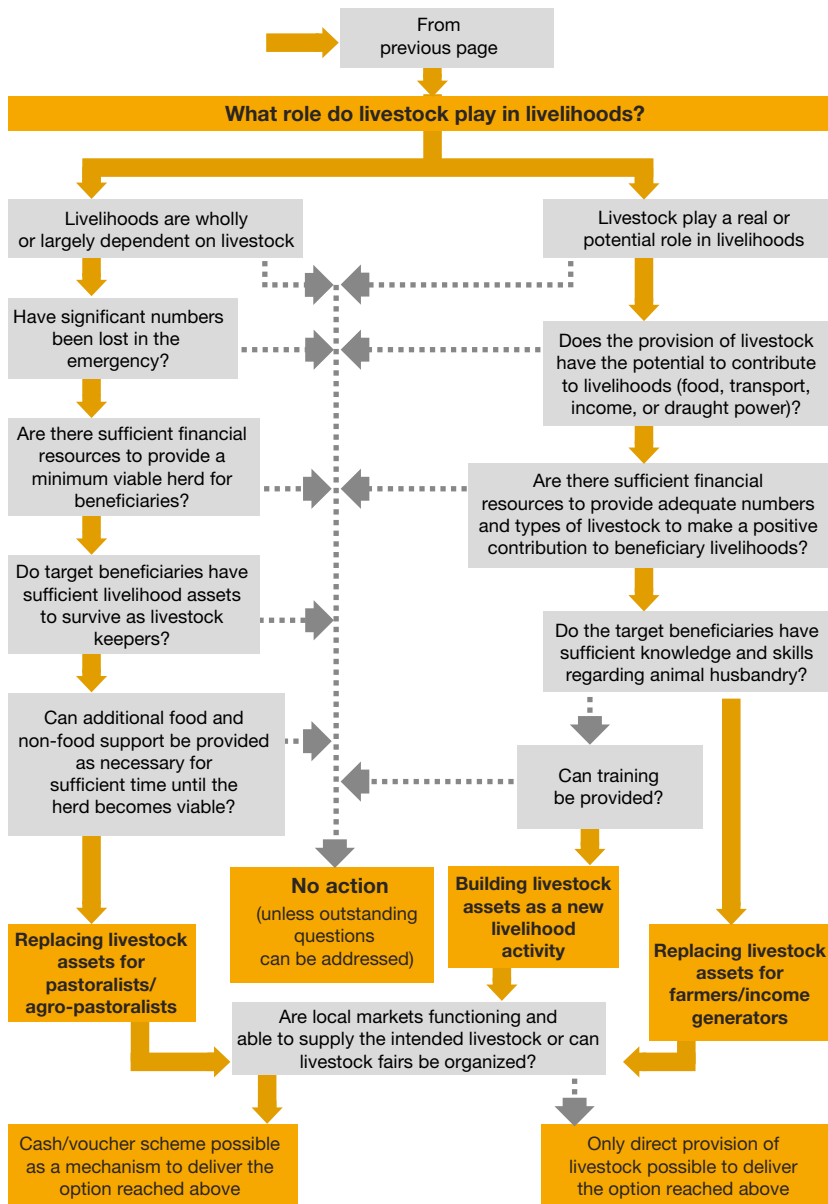 From
previous page
What role do livestock play in livelihoods?
Livelihoods are wholly
or largely dependent on livestock
Livestock play a real or
potential role in livelihoods
Have significant numbers
been lost in the
emergency?
Does the provision of livestock
have the potential to contribute
to livelihoods (food, transport,
income, or draught power)?
Are there sufficient financial
resources to provide a
minimum viable herd for
beneficiaries?
Are there sufficient financial
resources to provide adequate numbers
and types of livestock to make a positive
contribution to beneficiary livelihoods?
Do target beneficiaries have
sufficient livelihood assets
to survive as livestock
keepers?
Do the target beneficiaries have
sufficient knowledge and skills
regarding animal husbandry?
Can additional food and
non-food support be provided
as necessary for
sufficient time until the
herd becomes viable?
Can training
be provided?
No action
(unless outstanding
questions
can be addressed)
Building livestock
assets as a new
livelihood
activity
Replacing livestock
assets for
pastoralists/
agro-pastoralists
Replacing livestock
assets for
farmers/income
generators
Are local markets functioning and
able to supply the intended livestock or can
livestock fairs be organized?
Cash/voucher scheme possible
as a mechanism to deliver the
option reached above
Only direct provision of
livestock possible to deliver
the option reached above